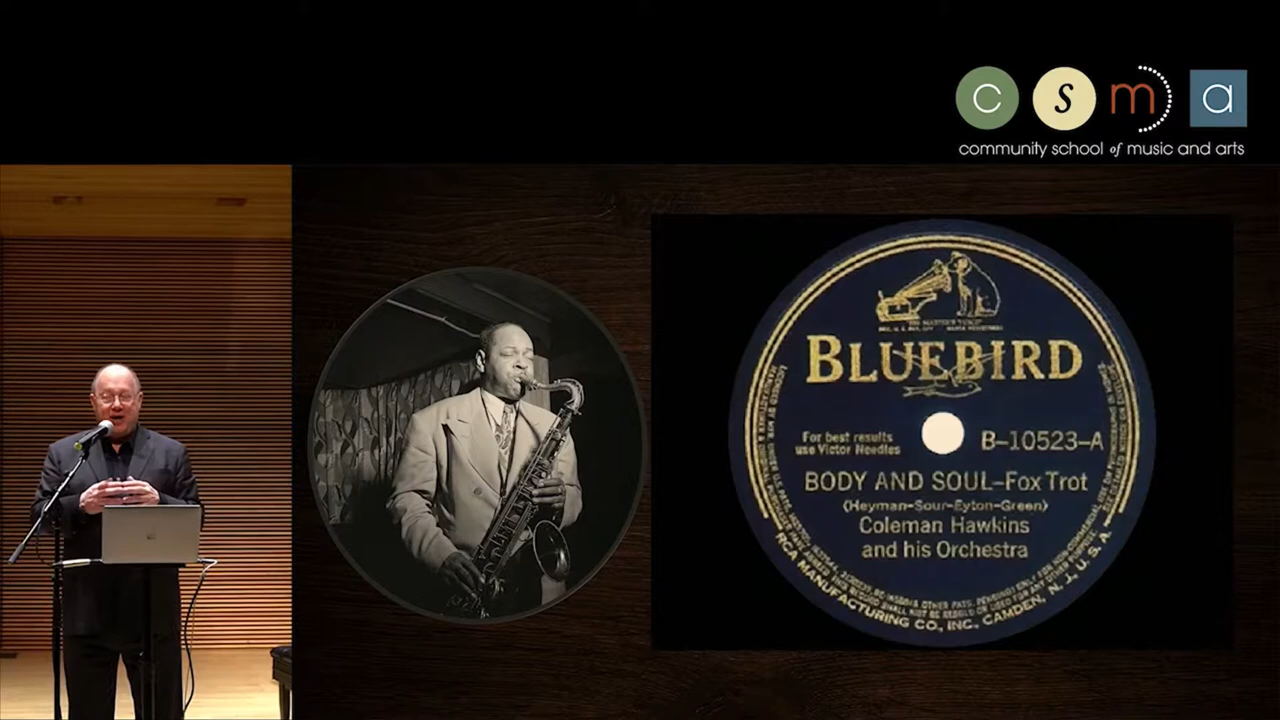 c s m a
community school of music and arts
BLUEBIRD
For best results
use Victor Needles
B-10523-A
BODY AND SOUL-Fox Trot
(Heyman-Sour-Eyton-Green)
Coleman Hawkins
and his Orchestra
RCA MANUFACTURING CO., INC. CAMDEN, N. J., U. S. A.